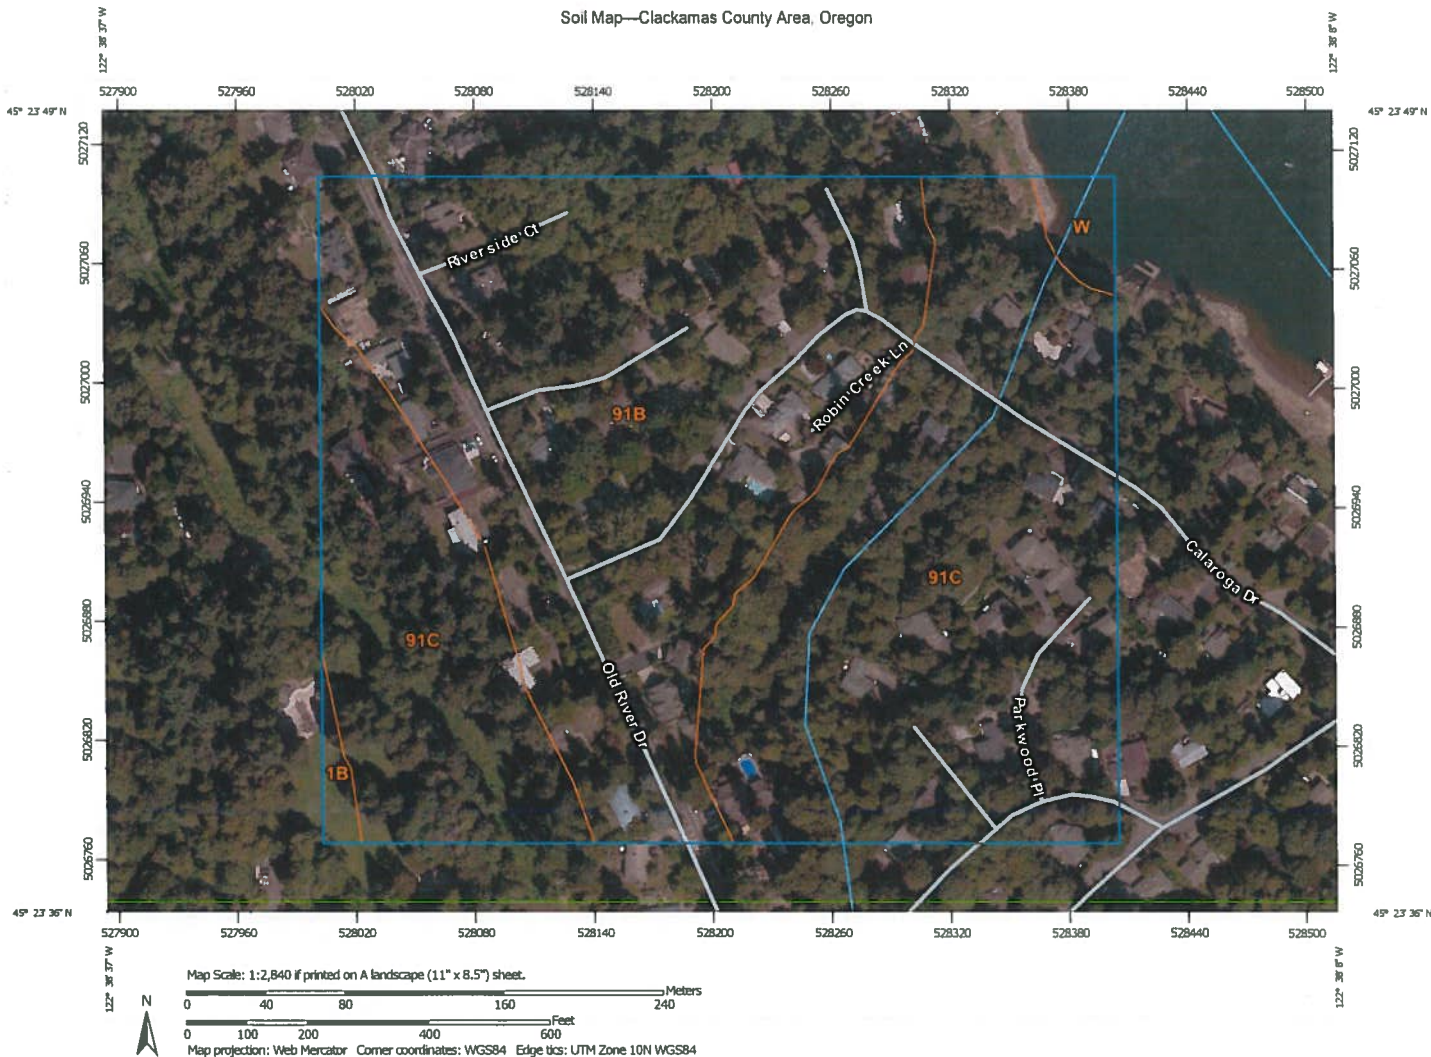 Soil Map—Clackamas County Area, Oregon
122° 38' 37" W
122° 38' 8" W
527900 527960 528020 528080 528140 528200 528260 528320 528380 528440 528500
45° 23' 49" N
45° 23' 49" N
5027120
5027120
W
Riverside Ct
5027060
5027060
Robin Creek Ln
5027000
5027000
91B
5026940
5026940
Calaroga Dr
91C
5026880
5026880
91C
Old River Dr
Parkwood Pl
5026820
5026820
1B
5026760
5026760
45° 23' 36" N
45° 23' 36" N
527900 527960 528020 528080 528140 528200 528260 528320 528380 528440 528500
122° 38' 37" W
122° 38' 8" W
Map Scale: 1:2,840 if printed on A landscape (11" x 8.5") sheet.
Meters
0 40 80 160 240
N
Feet
0 100 200 400 600
Map projection: Web Mercator Corner coordinates: WGS84 Edge tics: UTM Zone 10N WGS84